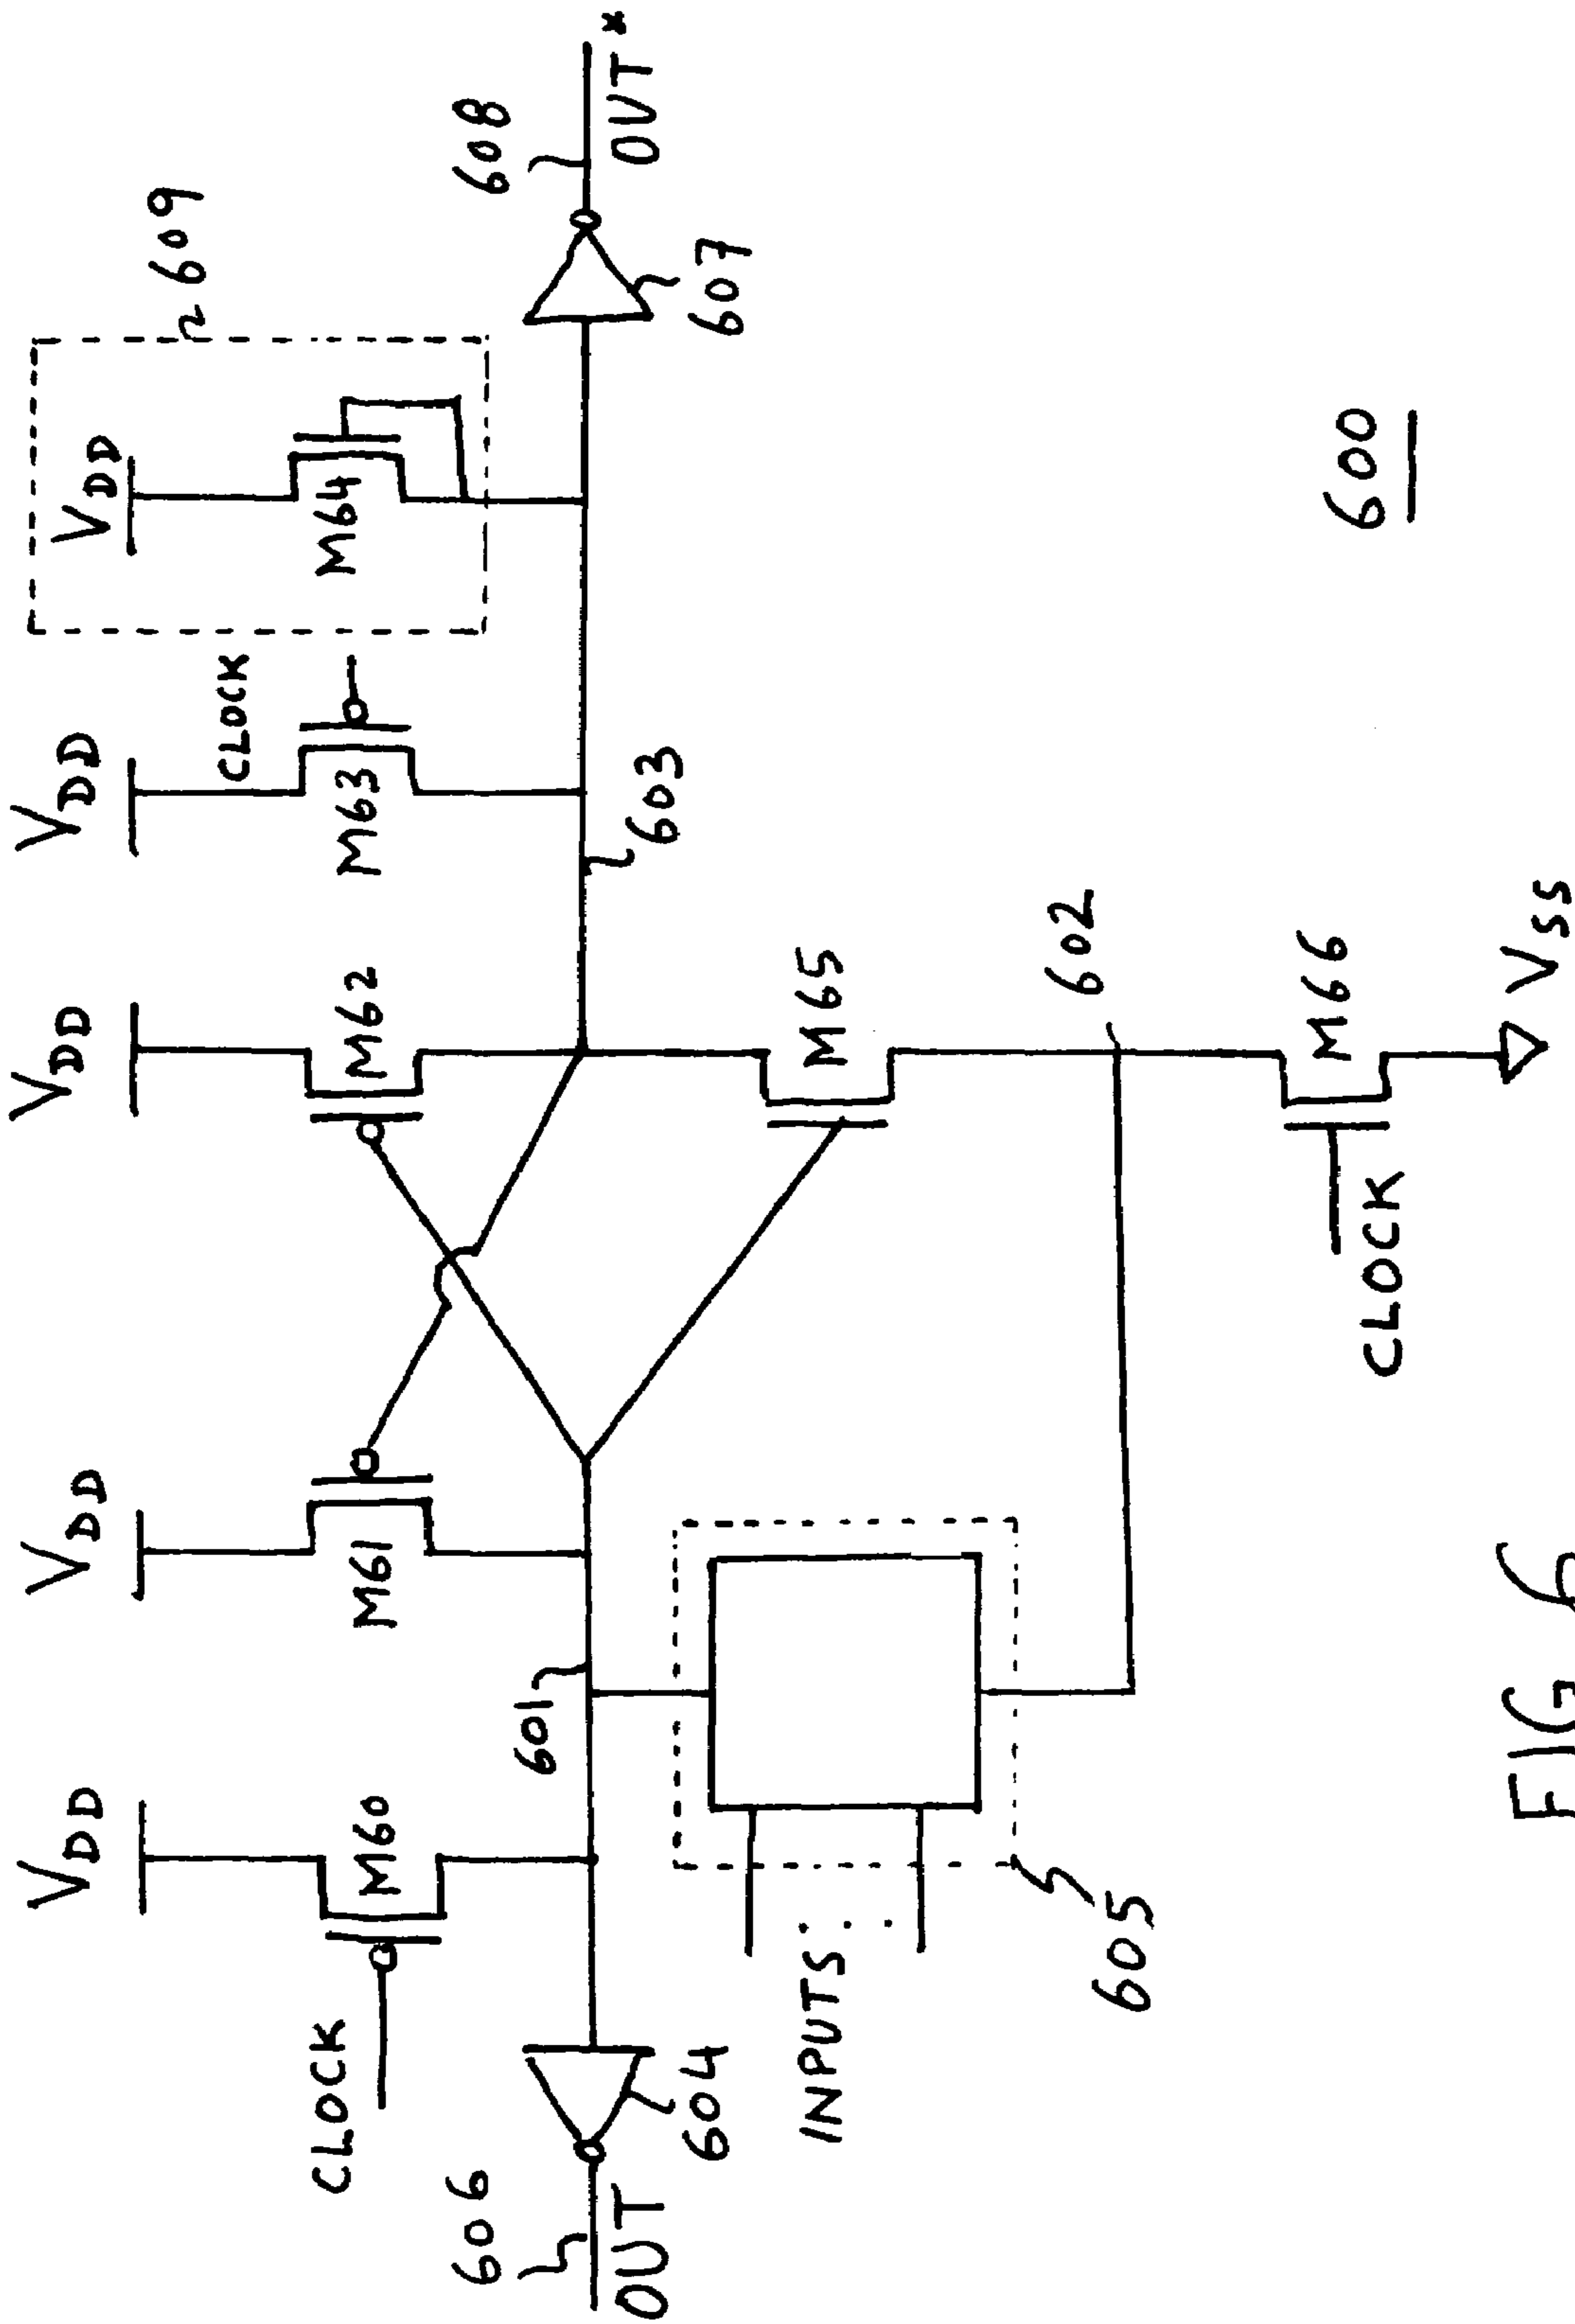 VDD
VDD
VDD
VDD
VDD
609
CLOCK
M60
M61
M62
CLOCK
M63
M64
606
OUT
604
601
603
607
608
OUT*
INPUTS
605
M65
602
CLOCK
M66
VSS
600
FIG 6